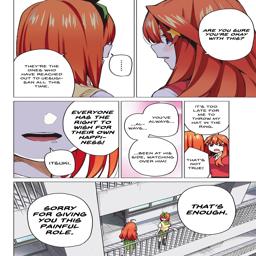 ARE YOU SURE
YOU'RE OKAY
WITH THIS?
THEY'RE THE
ONES WHO
HAVE REACHED
OUT TO UESUGI-
SAN ALL THIS
TIME.
IT'S TOO
LATE FOR
ME TO
THROW MY
HAT IN
THE RING.
THAT'S
NOT
TRUE!
YOU'VE
ALWAYS...
...AL-
WAYS...
...BEEN AT HIS
SIDE, WATCHING
OVER HIM!
EVERYONE
HAS THE
RIGHT TO
WISH FOR
THEIR OWN
HAPPI-
NESS!
ITSUKI.
THAT'S
ENOUGH.
SORRY
FOR GIVING
YOU THIS
PAINFUL
ROLE.